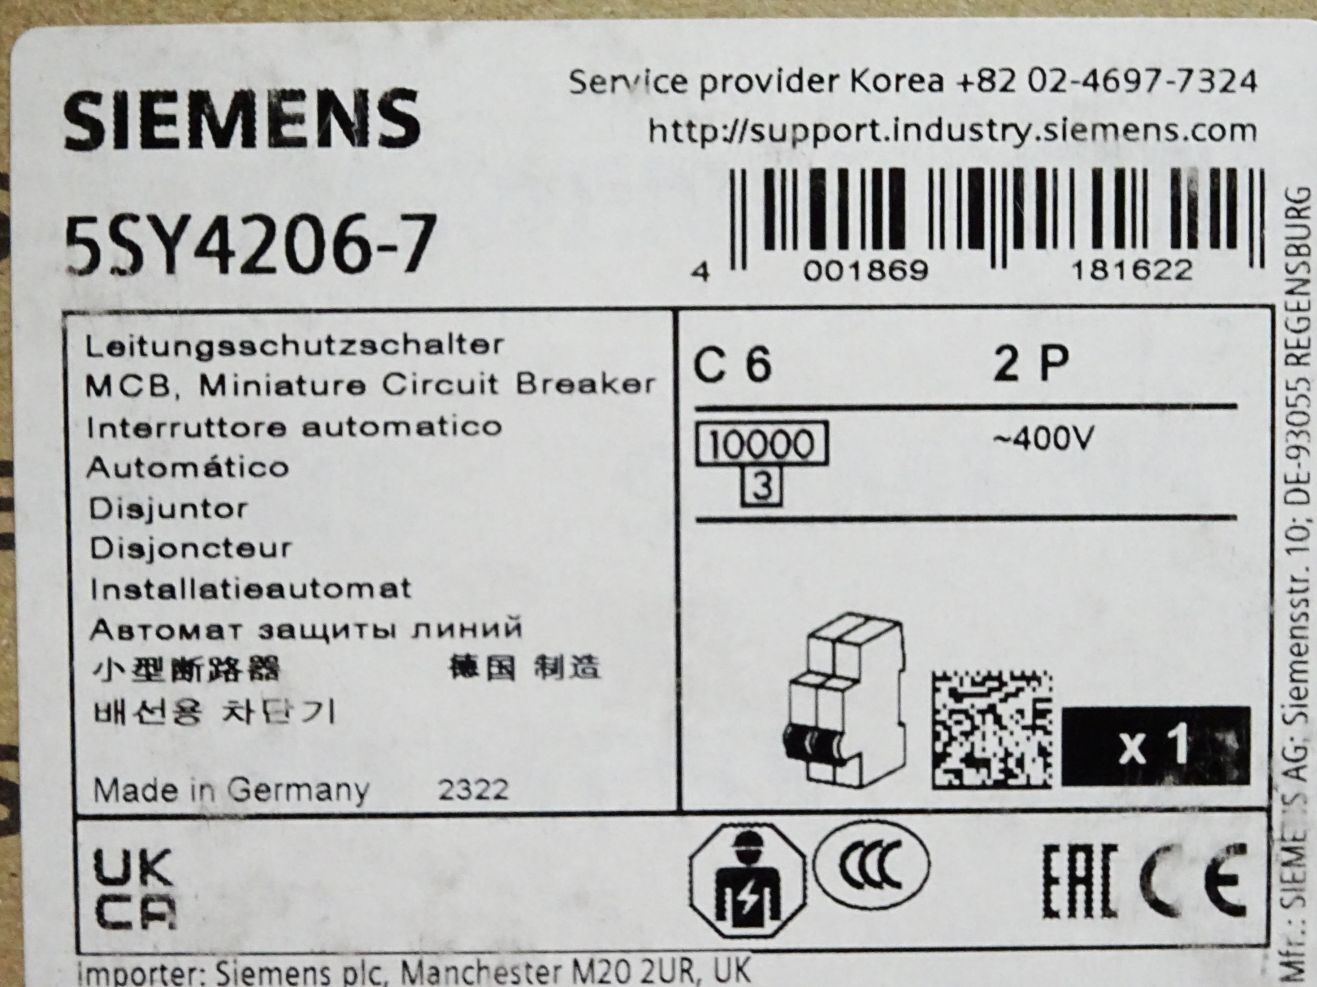 SIEMENS
Service provider Korea +82 02-4697-7324
http://support.industry.siemens.com
5SY4206-7
4 001869 181622
Leitungsschutzschalter
MCB, Miniature Circuit Breaker
Interruttore automatico
Automático
Disjuntor
Disjoncteur
Installatieautomat
Автомат защиты линий
小型断路器 德国 制造
배선용 차단기
Made in Germany 2322
C 6 2 P
10000 ~400V
3
x 1
UK
CA
CCC
EAC CE
Importer: Siemens plc, Manchester M20 2UR, UK
Mfr.: SIEMENS AG; Siemensstr. 10; DE-93055 REGENSBURG